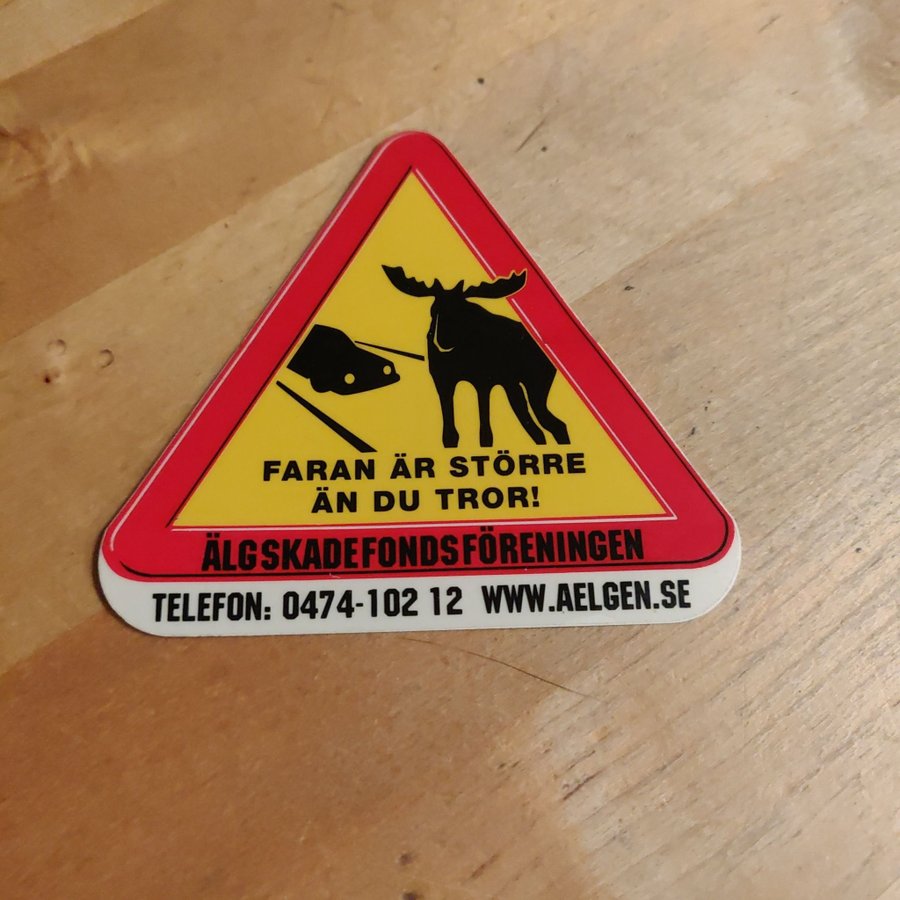 FARAN ÄR STÖRRE
ÄN DU TROR!
ÄLGSKADEFONDSFÖRENINGEN
TELEFON: 0474-102 12 WWW.AELGEN.SE